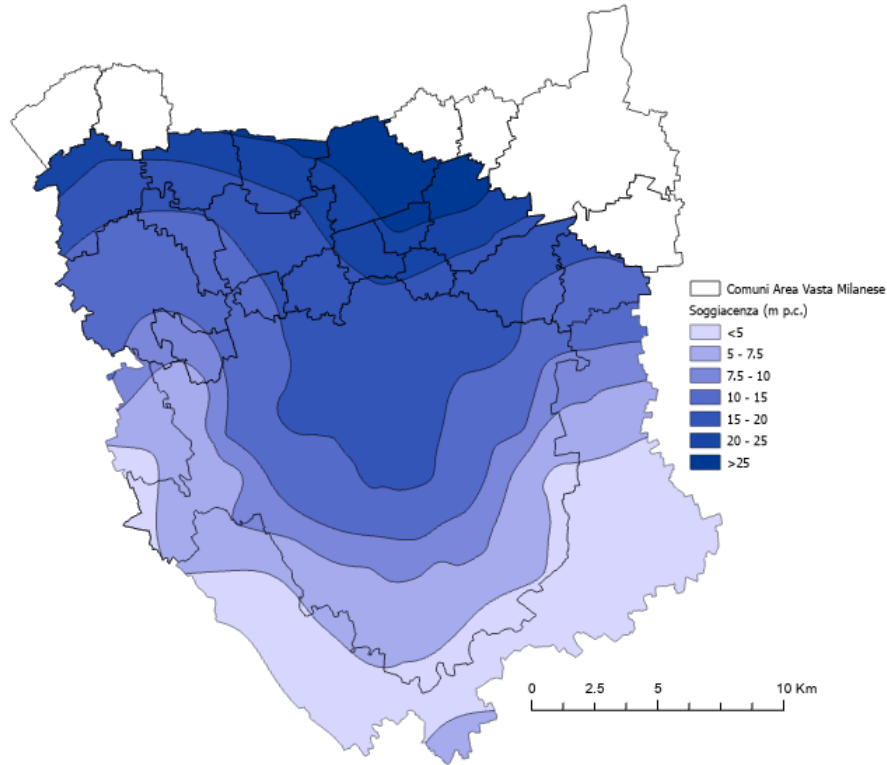 Comuni Area Vasta Milanese
Soggiacenza (m p.c.)
<5
5 - 7.5
7.5 - 10
10 - 15
15 - 20
20 - 25
>25
0 2.5 5 10 Km